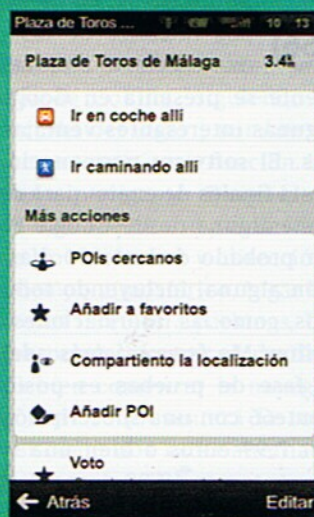 Plaza de Toros ... 10 13
Plaza de Toros de Málaga 3.4
Ir en coche allí
Ir caminando allí
Más acciones
POIs cercanos
Añadir a favoritos
Compartiento la localización
Añadir POI
Voto
Atrás Editar